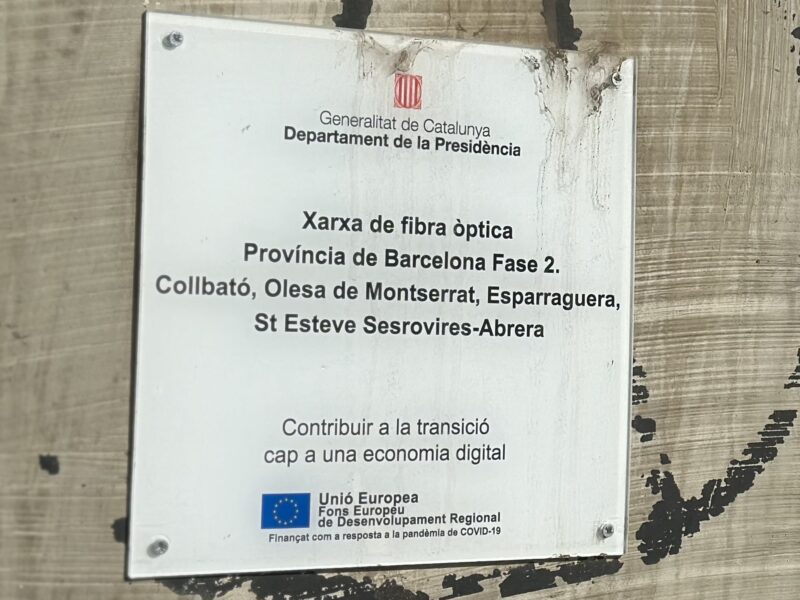 Generalitat de Catalunya
Departament de la Presidència
Xarxa de fibra òptica
Província de Barcelona Fase 2.
Collbató, Olesa de Montserrat, Esparraguera,
St Esteve Sesrovires-Abrera
Contribuir a la transició
cap a una economia digital
Unió Europea
Fons Europeu
de Desenvolupament Regional
Finançat com a resposta a la pandèmia de COVID-19